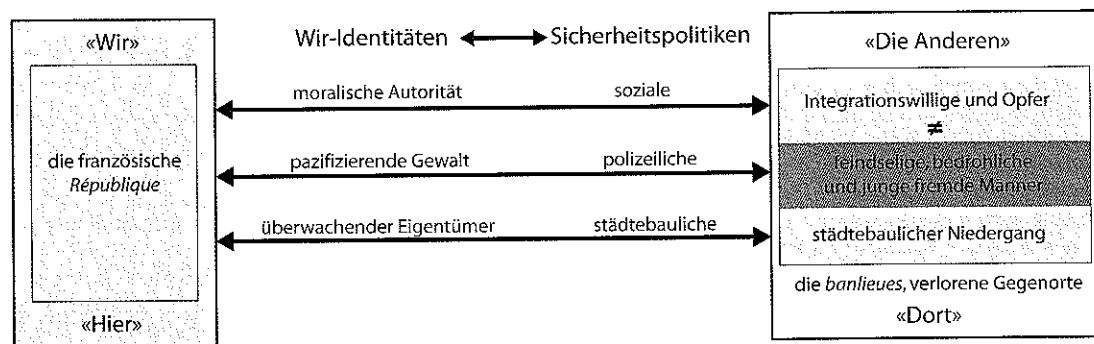 «Wir»
die französische
République
«Hier»
Wir-Identitäten
Sicherheitspolitiken
moralische Autorität
soziale
pazifizierende Gewalt
polizeiliche
überwachender Eigentümer
städtebauliche
«Die Anderen»
Integrationswillige und Opfer
≠
feindselige, bedrohliche
und junge fremde Männer
städtebaulicher Niedergang
die banlieues, verlorene Gegenorte
«Dort»